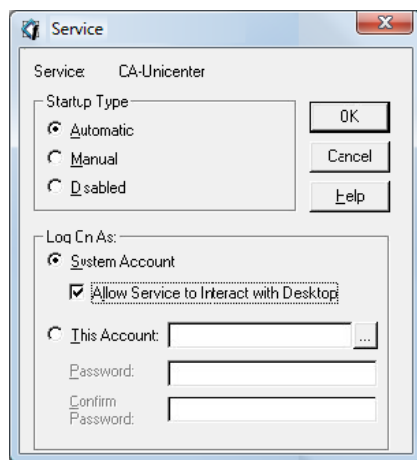 Service
Service: CA-Unicenter
Startup Type
Automatic
Manual
Disabled
OK
Cancel
Help
Log On As:
System Account
Allow Service to Interact with Desktop
This Account:
...
Password:
Confirm
Password: